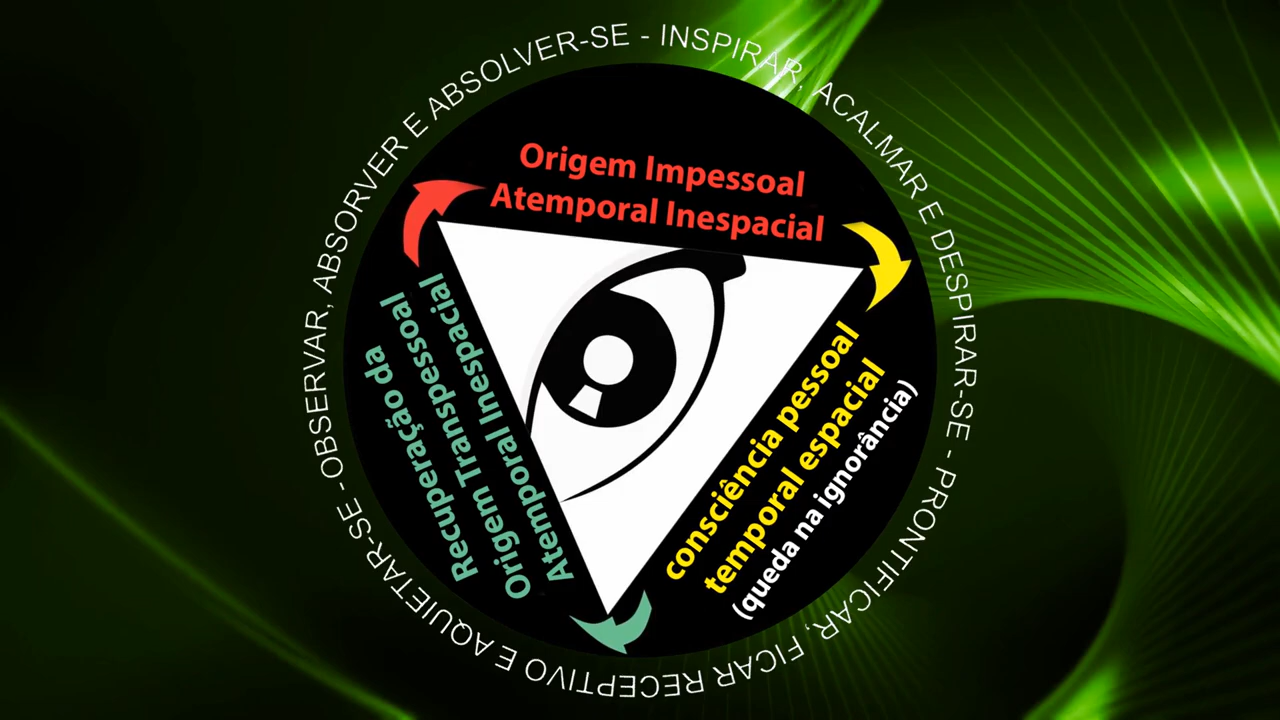 OBSERVAR, ABSORVER E ABSOLVER-SE - INSPIRAR, ACALMAR E DESPIRAR-SE - PRONTIFICAR, FICAR RECEPTIVO E AQUIETAR-SE -
Origem Impessoal
Atemporal Inespacial
consciência pessoal
temporal espacial
(queda na ignorância)
Recuperação da
Origem Transpessoal
Atemporal Inespacial